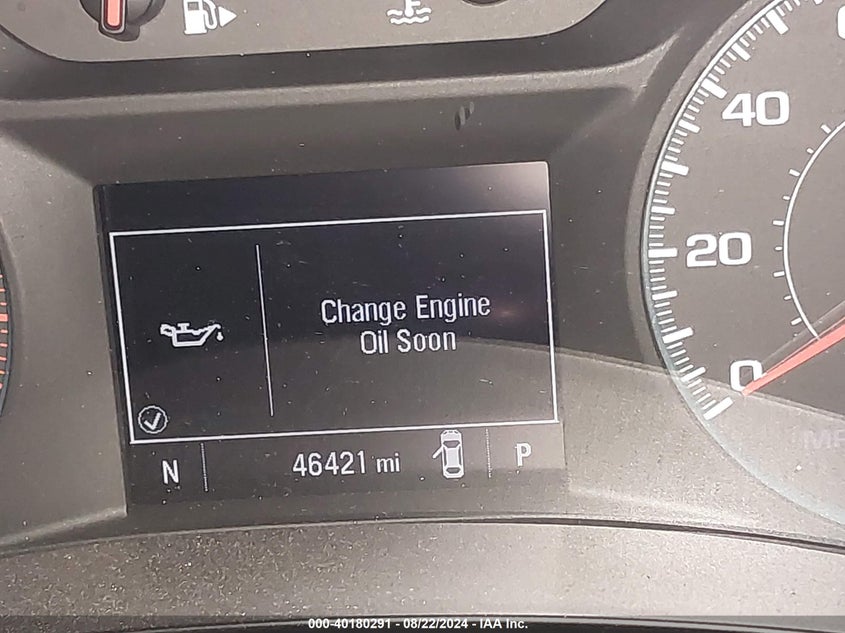 40
20
0
Change Engine
Oil Soon
N 46421 mi P
000-40180291 - 08/22/2024 - IAA Inc.